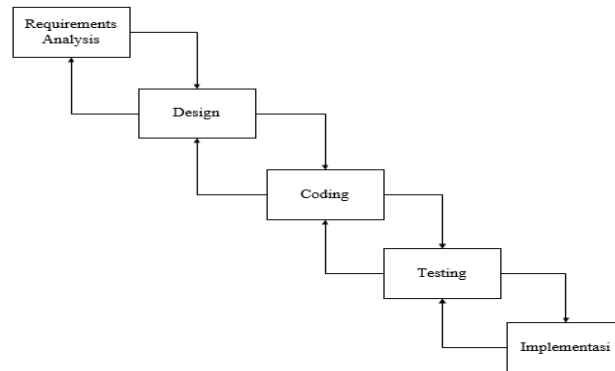 Requirements
Analysis
Design
Coding
Testing
Implementasi